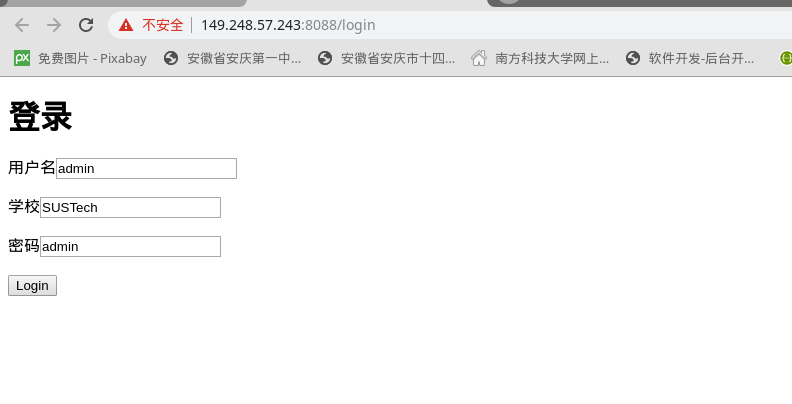 不安全 149.248.57.243:8088/login
免费图片 - Pixabay 安徽省安庆第一中... 安徽省安庆市十四... 南方科技大学网上... 软件开发-后台开...
登录
用户名 admin
学校 SUSTech
密码 admin
Login